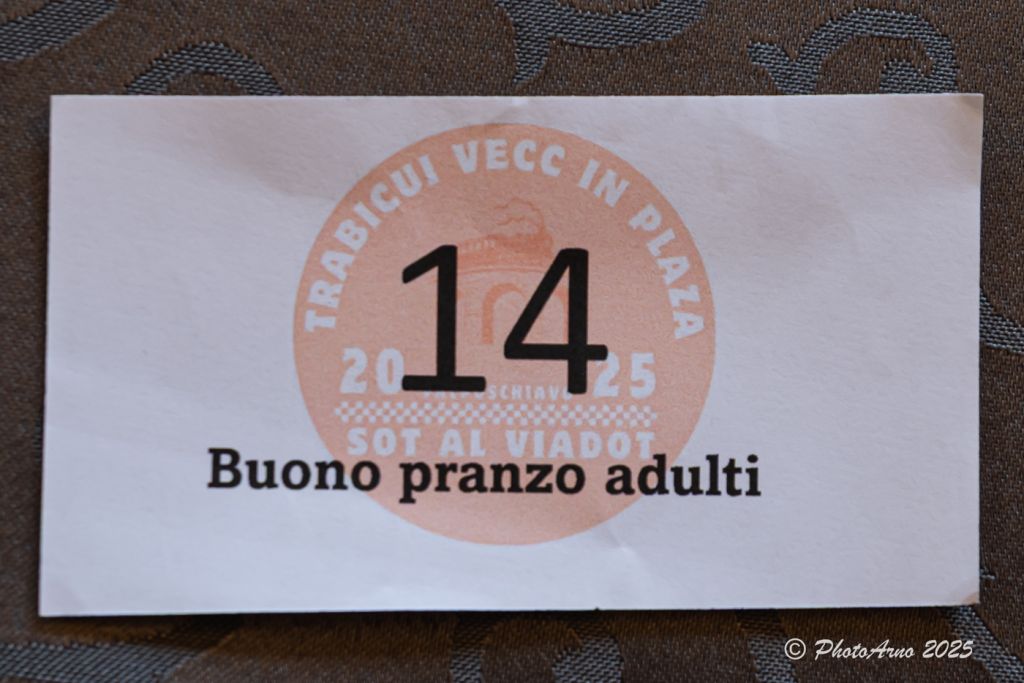 TRABICUI VECC IN PLAZA
14
20 25
SOT AL VIADOT
Buono pranzo adulti
© PhotoArno 2025